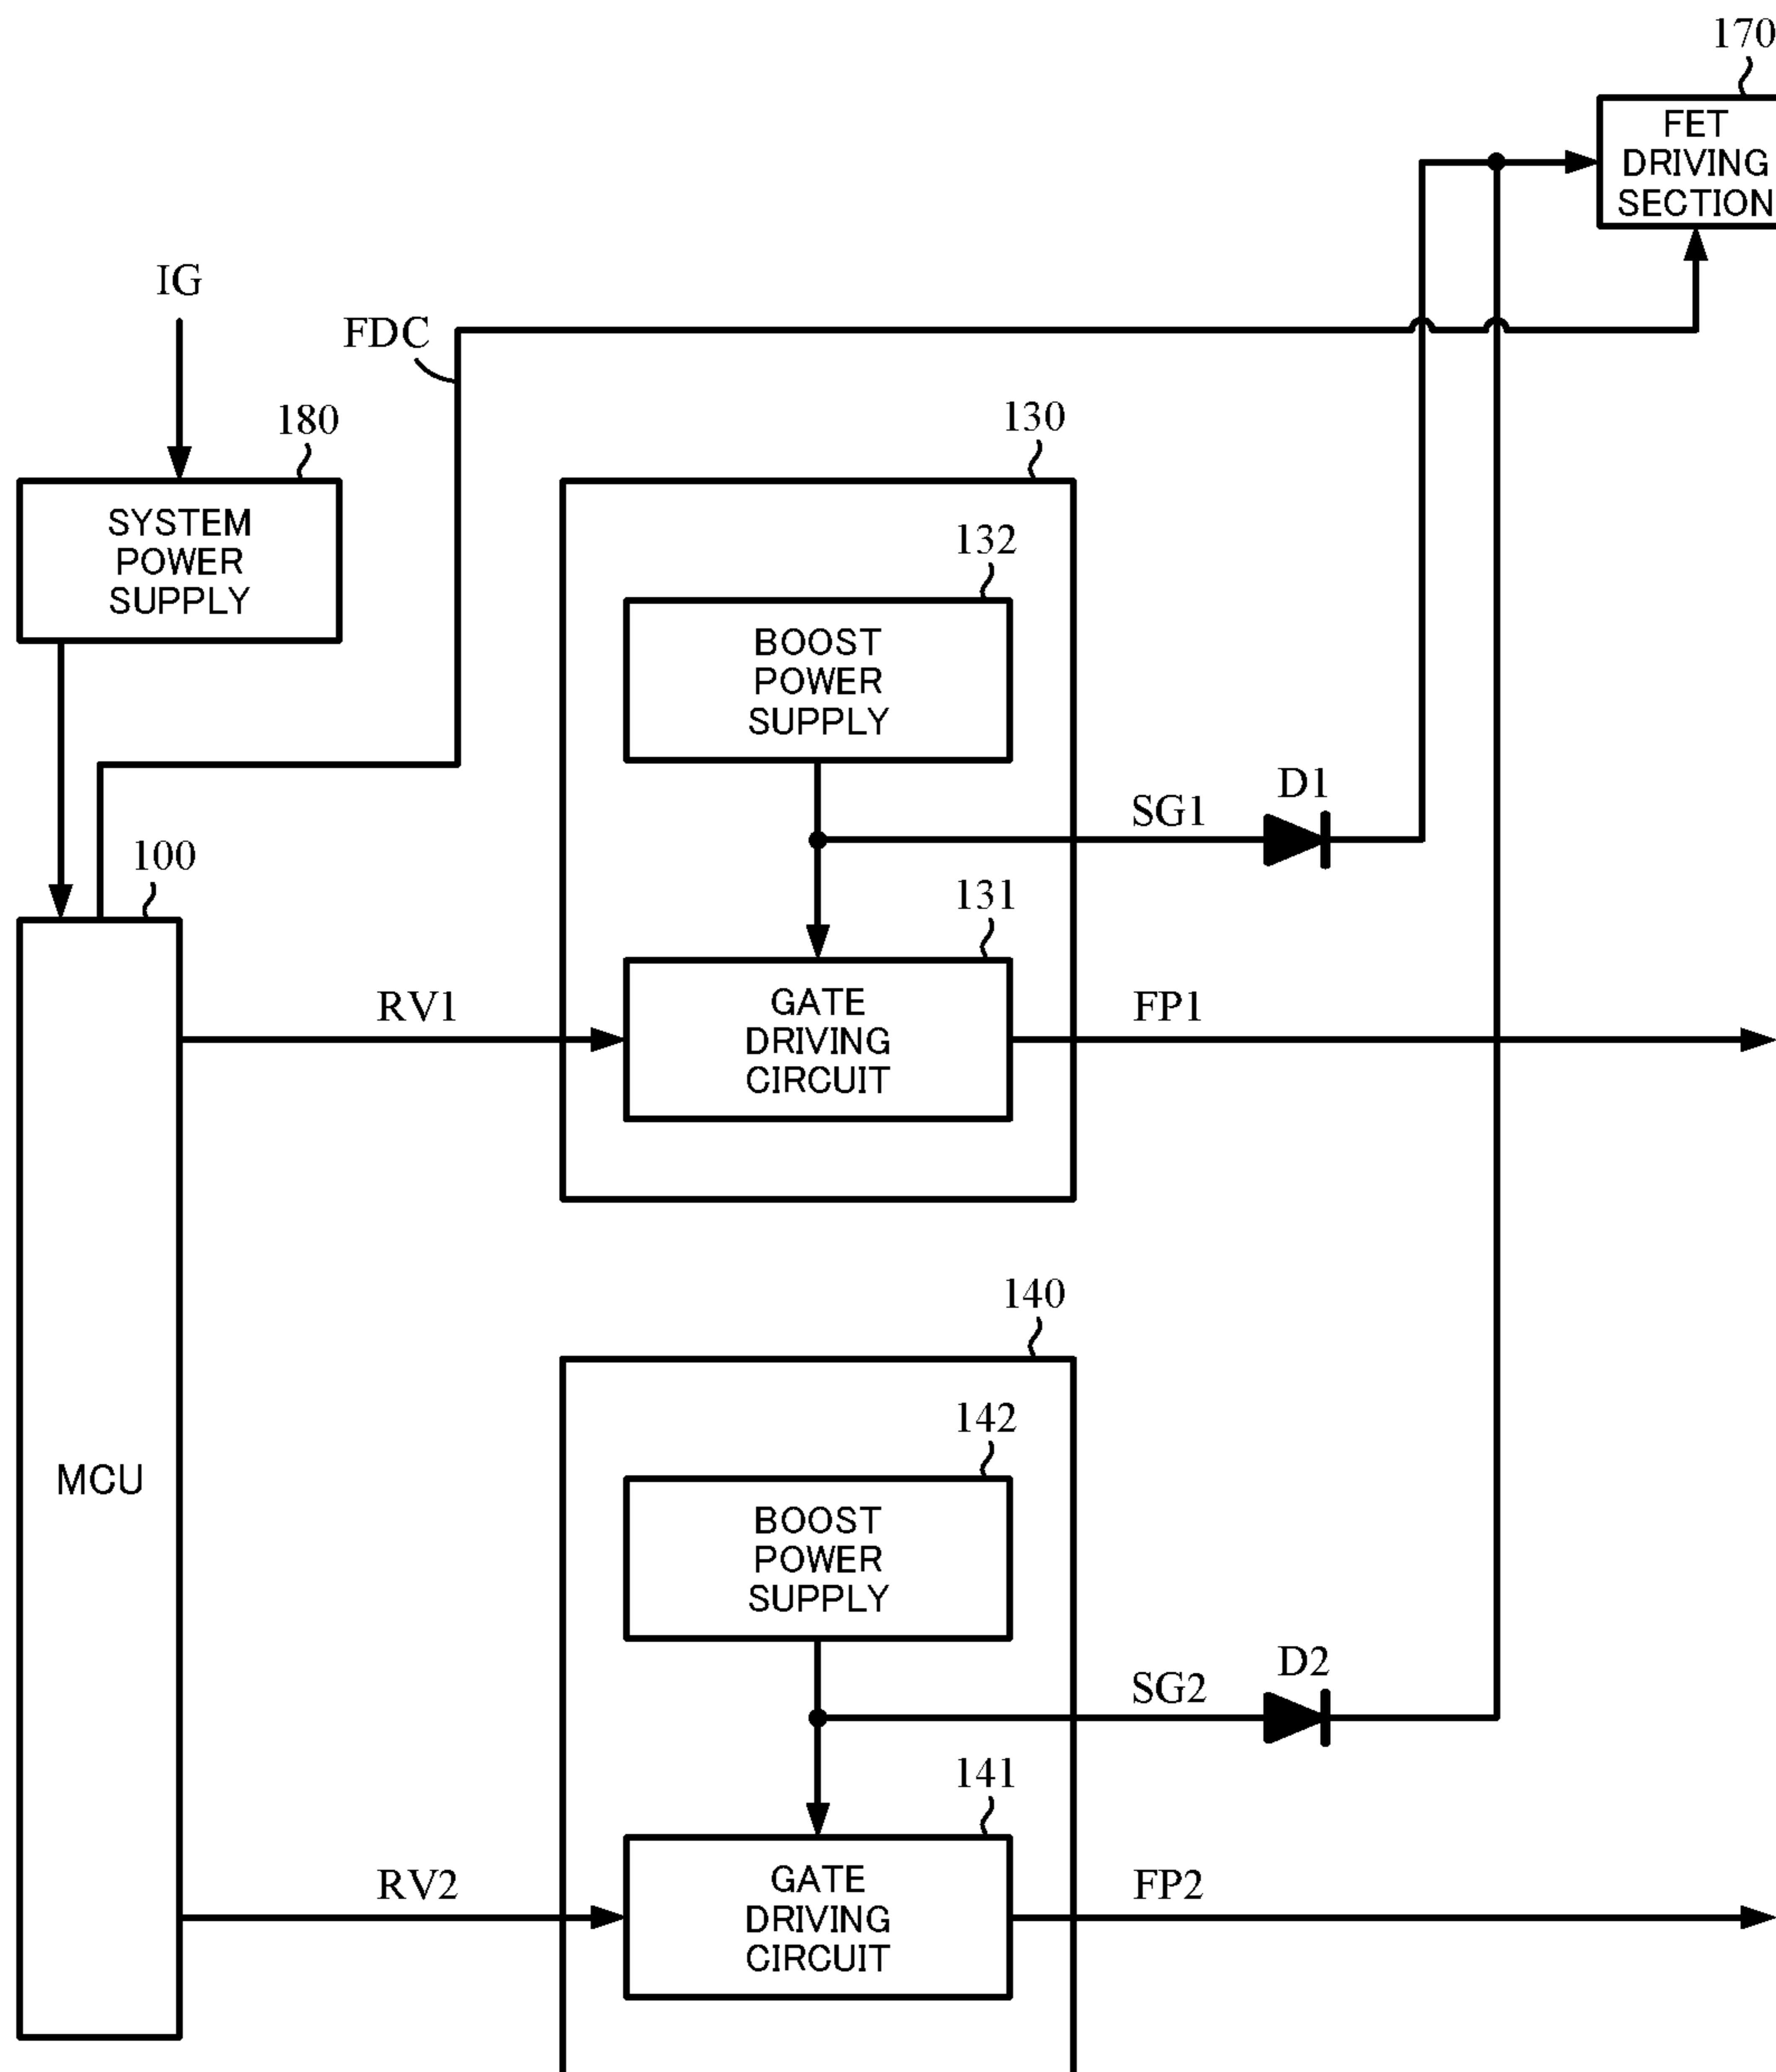 170
FET
DRIVING
SECTION
IG
FDC
180
SYSTEM
POWER
SUPPLY
130
132
BOOST
POWER
SUPPLY
SG1
D1
100
131
RV1
GATE
DRIVING
CIRCUIT
FP1
MCU
140
142
BOOST
POWER
SUPPLY
SG2
D2
141
RV2
GATE
DRIVING
CIRCUIT
FP2